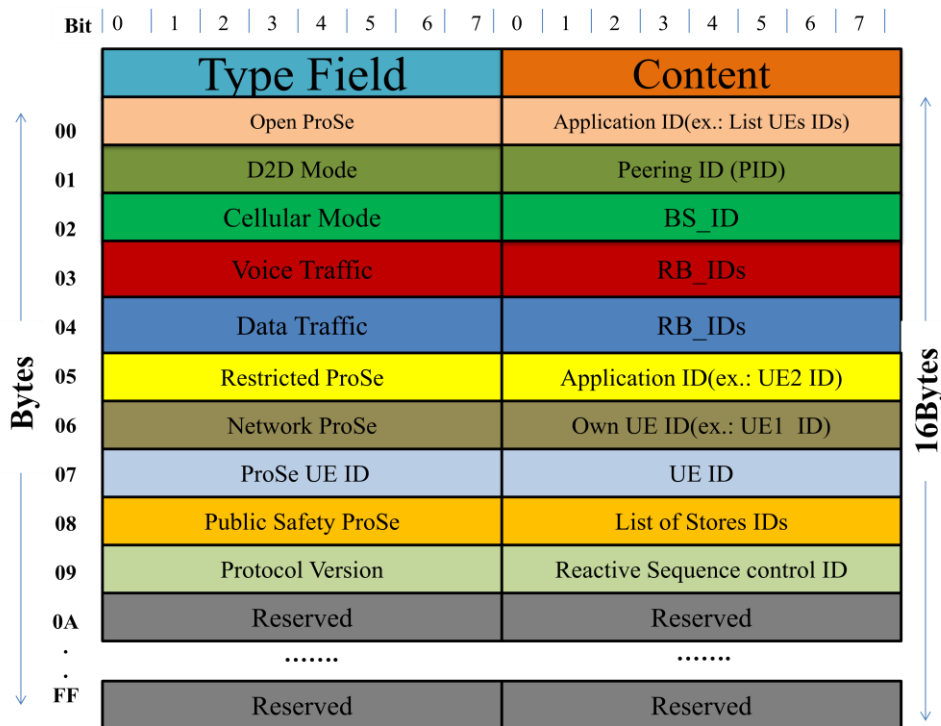 Bit 0 1 2 3 4 5 6 7 0 1 2 3 4 5 6 7
Type Field Content
00 Open ProSe Application ID(ex.: List UEs IDs)
01 D2D Mode Peering ID (PID)
02 Cellular Mode BS_ID
03 Voice Traffic RB_IDs
04 Data Traffic RB_IDs
05 Restricted ProSe Application ID(ex.: UE2 ID)
06 Network ProSe Own UE ID(ex.: UE1 ID)
07 ProSe UE ID UE ID
08 Public Safety ProSe List of Stores IDs
09 Protocol Version Reactive Sequence control ID
0A Reserved Reserved
. ....... .......
.
FF Reserved Reserved
Bytes
16Bytes